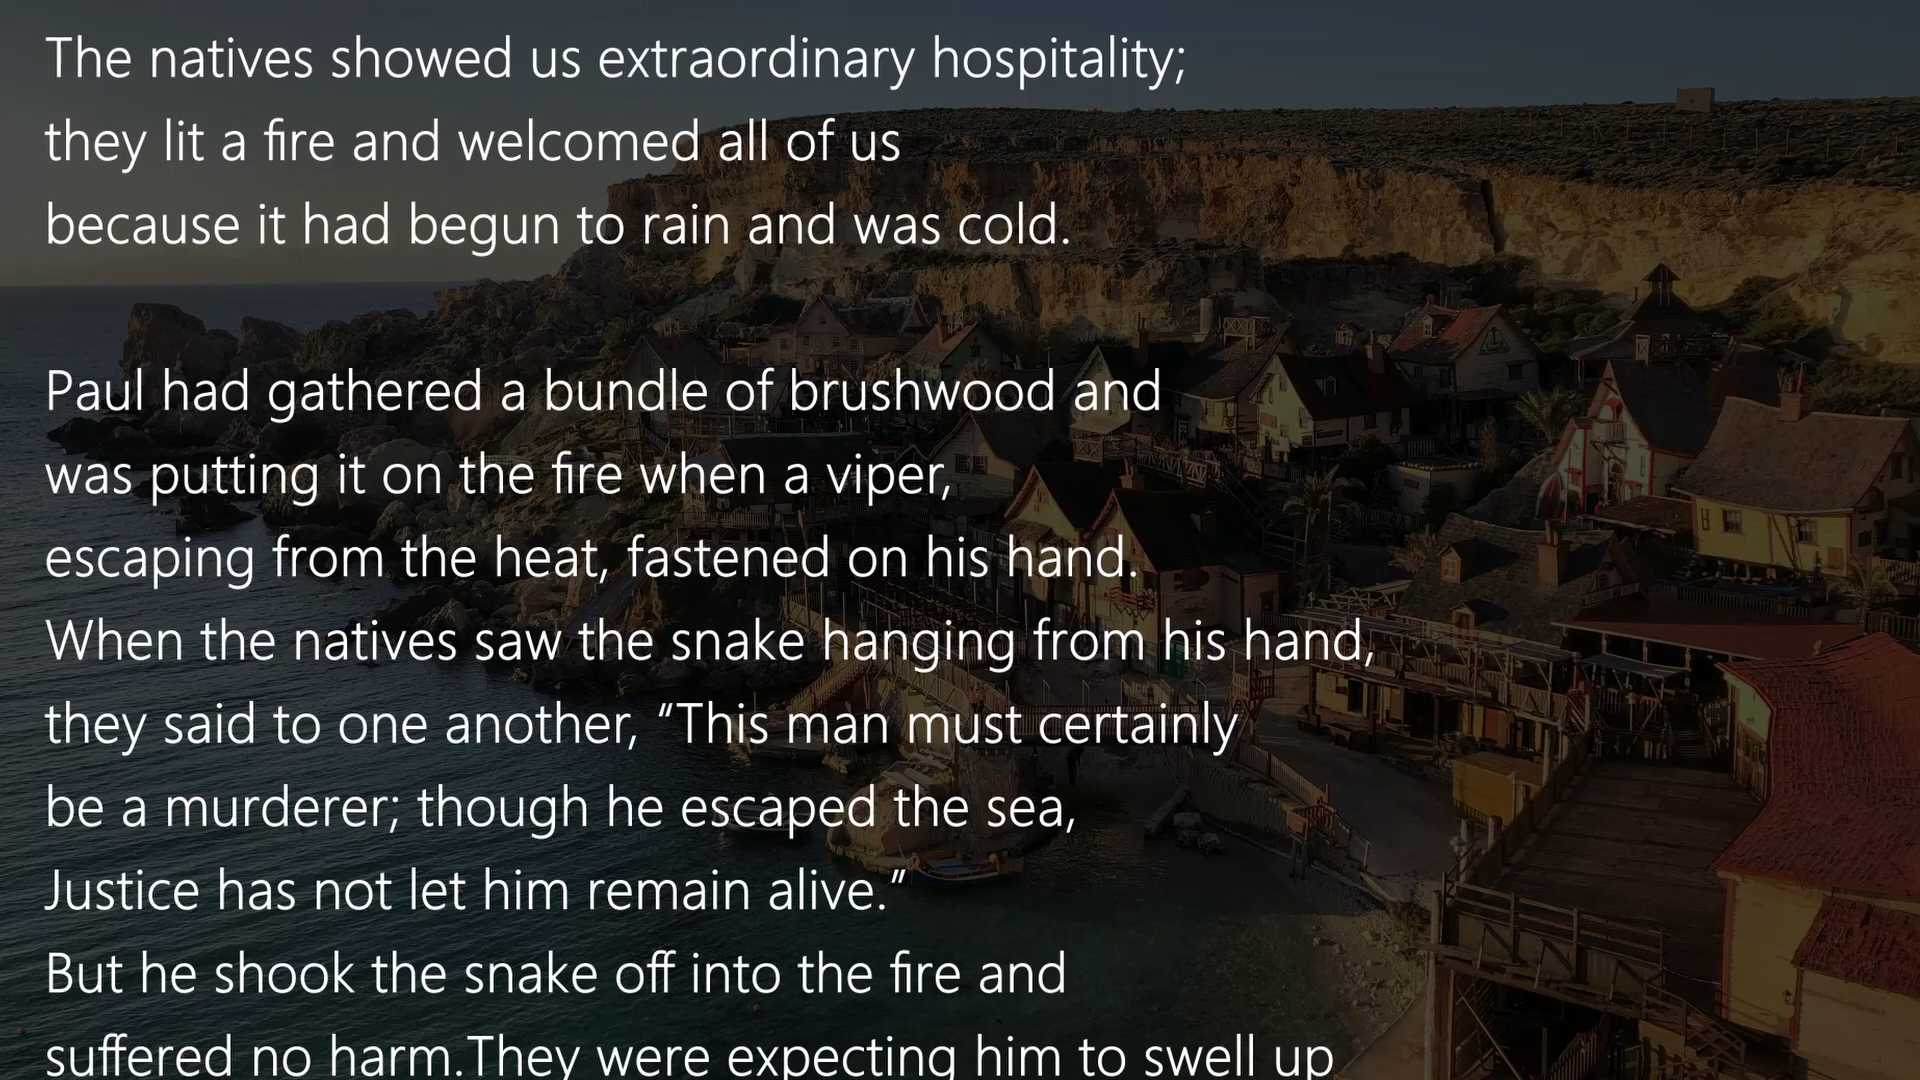 The natives showed us extraordinary hospitality;
they lit a fire and welcomed all of us
because it had begun to rain and was cold.
Paul had gathered a bundle of brushwood and
was putting it on the fire when a viper,
escaping from the heat, fastened on his hand.
When the natives saw the snake hanging from his hand,
they said to one another, “This man must certainly
be a murderer; though he escaped the sea,
Justice has not let him remain alive.”
But he shook the snake off into the fire and
suffered no harm.They were expecting him to swell up